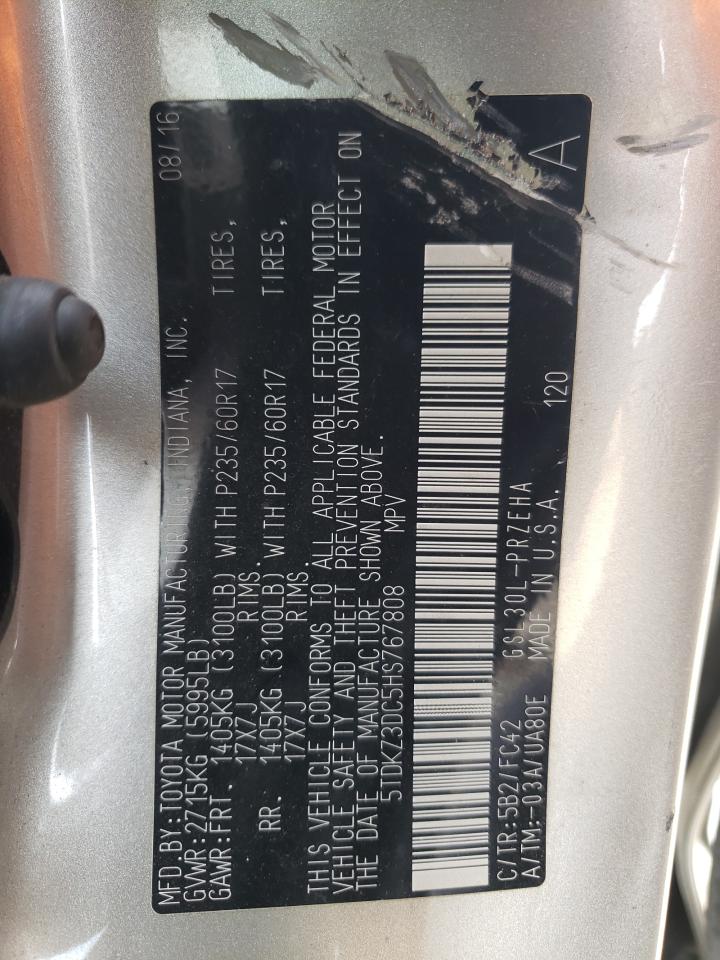 MFD.BY:TOYOTA MOTOR MANUFACTURING, INDIANA, INC. 08/16
GVWR:2715KG (5995LB)
GAWR:FRT. 1405KG (3100LB) WITH P235/60R17 TIRES,
17X7J RIMS.
RR. 1405KG (3100LB) WITH P235/60R17 TIRES,
17X7J RIMS.
THIS VEHICLE CONFORMS TO ALL APPLICABLE FEDERAL MOTOR
VEHICLE SAFETY AND THEFT PREVENTION STANDARDS IN EFFECT ON
THE DATE OF MANUFACTURE SHOWN ABOVE.
5TDKZ3DC5HS767808 MPV
C/TR:5B2/FC42 GSL30L-PRZEHA
A/TM:-03A/UA80E MADE IN U.S.A. 120 A